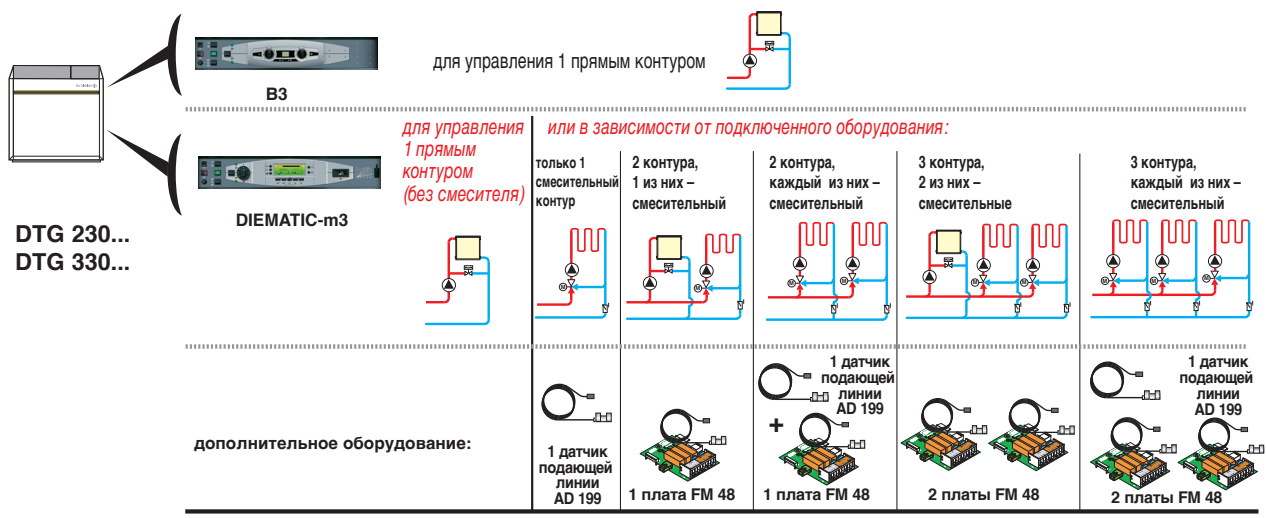 для управления 1 прямым контуром
B3
для управления
1 прямым
контуром
(без смесителя)
или в зависимости от подключенного оборудования:
только 1
смесительный
контур
2 контура,
1 из них –
смесительный
2 контура,
каждый из них –
смесительный
3 контура,
2 из них –
смесительные
3 контура,
каждый из них –
смесительный
DIEMATIC-m3
DTG 230...
DTG 330...
M
M
M
M
M
M
M
M
M
дополнительное оборудование:
1 датчик
подающей
линии
AD 199
1 плата FM 48
1 датчик
подающей
линии
AD 199
+
1 плата FM 48
2 платы FM 48
1 датчик
подающей
линии
AD 199
2 платы FM 48